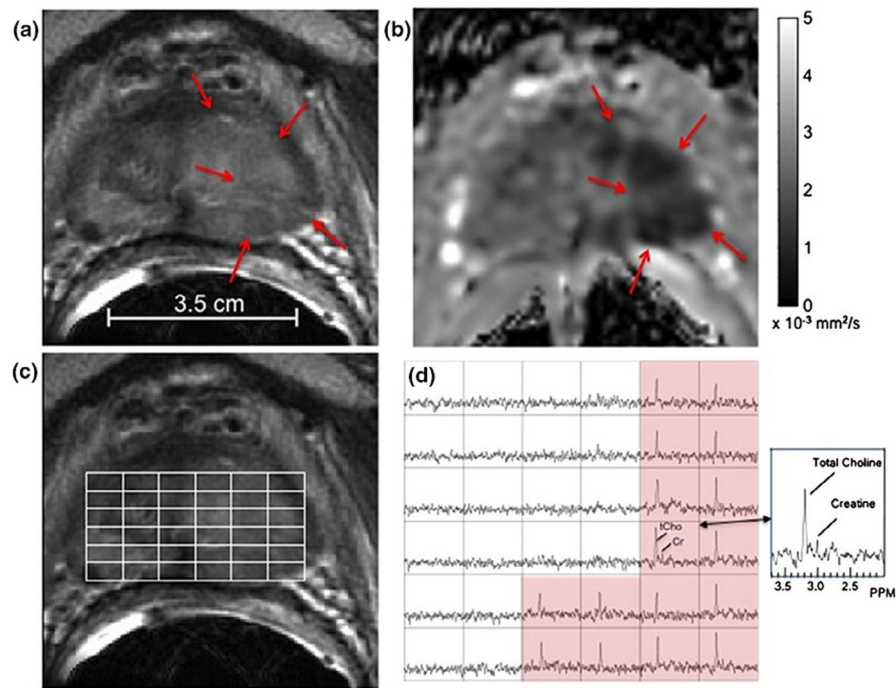 (a)
3.5 cm
(b)
5
4
3
2
1
0
x 10⁻³ mm²/s
(c)
(d)
tCho
Cr
Total Choline
Creatine
3.5 3.0 2.5
PPM